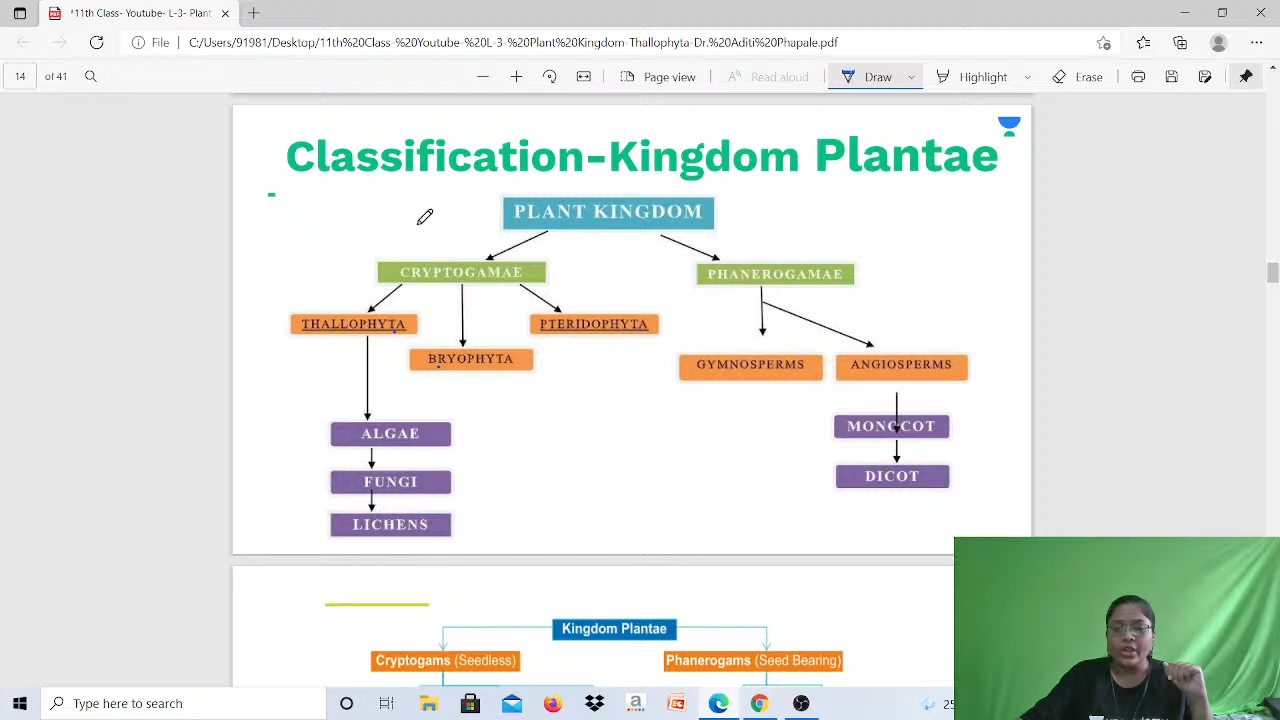 *11th Class- Youtube- L-3- Plant
File
C:/Users/91981/Desktop/11th%20Class-%20Youtube%20L-3-%20Plant%20Kingdom-Thallophyta-Dr.%20Aditi%20Phapale.pdf
14 of 41
Page view
Read aloud
Draw
Highlight
Erase
Classification-Kingdom Plantae
PLANT KINGDOM
CRYPTOGAMAE
PHANEROGAMAE
THALLOPHYTA
PTERIDOPHYTA
BRYOPHYTA
GYMNOSPERMS
ANGIOSPERMS
ALGAE
MONOCOT
FUNGI
DICOT
LICHENS
Kingdom Plantae
Cryptogams (Seedless)
Phanerogams (Seed Bearing)
Type here to search